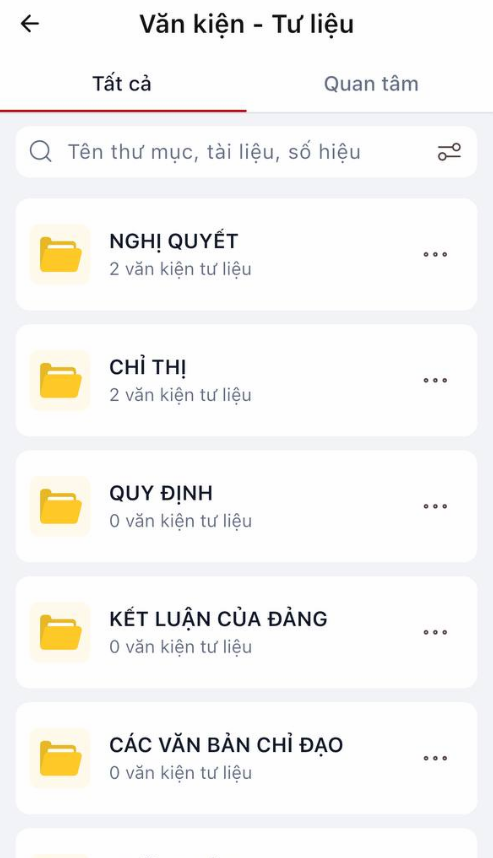 Văn kiện - Tư liệu
Tất cả
Quan tâm
Tên thư mục, tài liệu, số hiệu
NGHỊ QUYẾT
2 văn kiện tư liệu
CHỈ THỊ
2 văn kiện tư liệu
QUY ĐỊNH
0 văn kiện tư liệu
KẾT LUẬN CỦA ĐẢNG
0 văn kiện tư liệu
CÁC VĂN BẢN CHỈ ĐẠO
0 văn kiện tư liệu